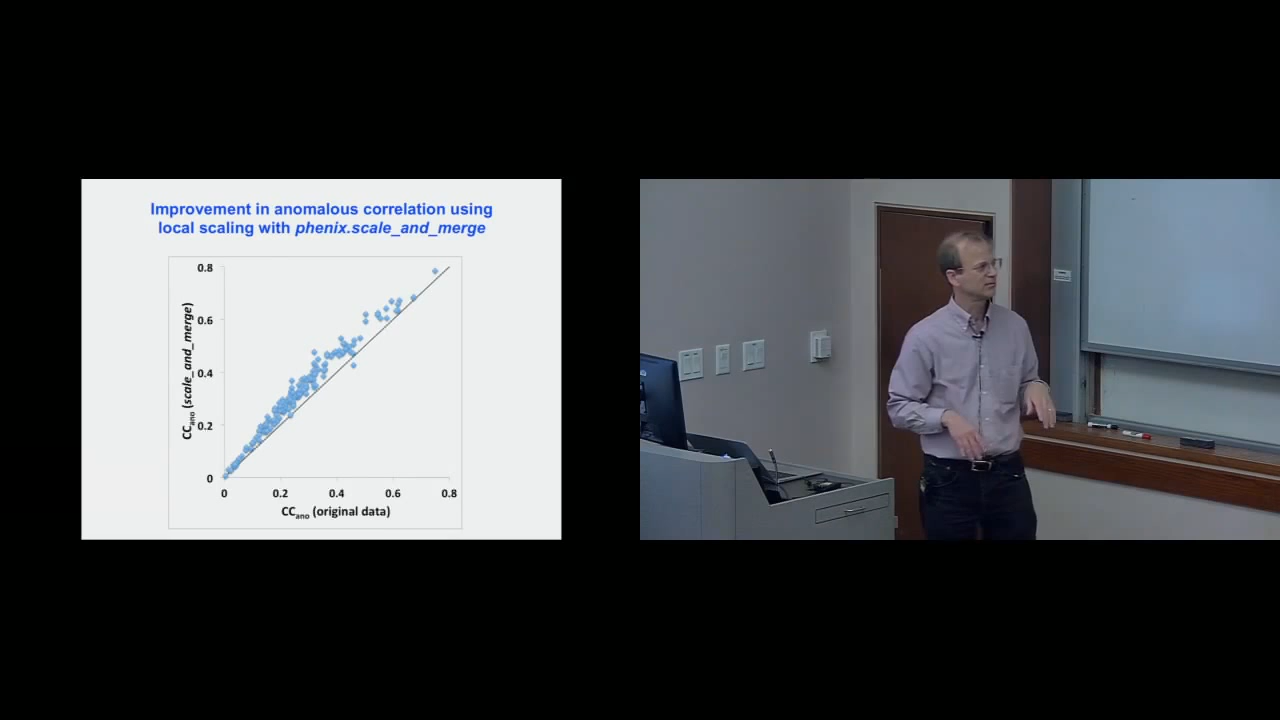 Improvement in anomalous correlation using
local scaling with phenix.scale_and_merge
0.8
0.6
0.4
0.2
0
CCano (scale_and_merge)
0 0.2 0.4 0.6 0.8
CCano (original data)